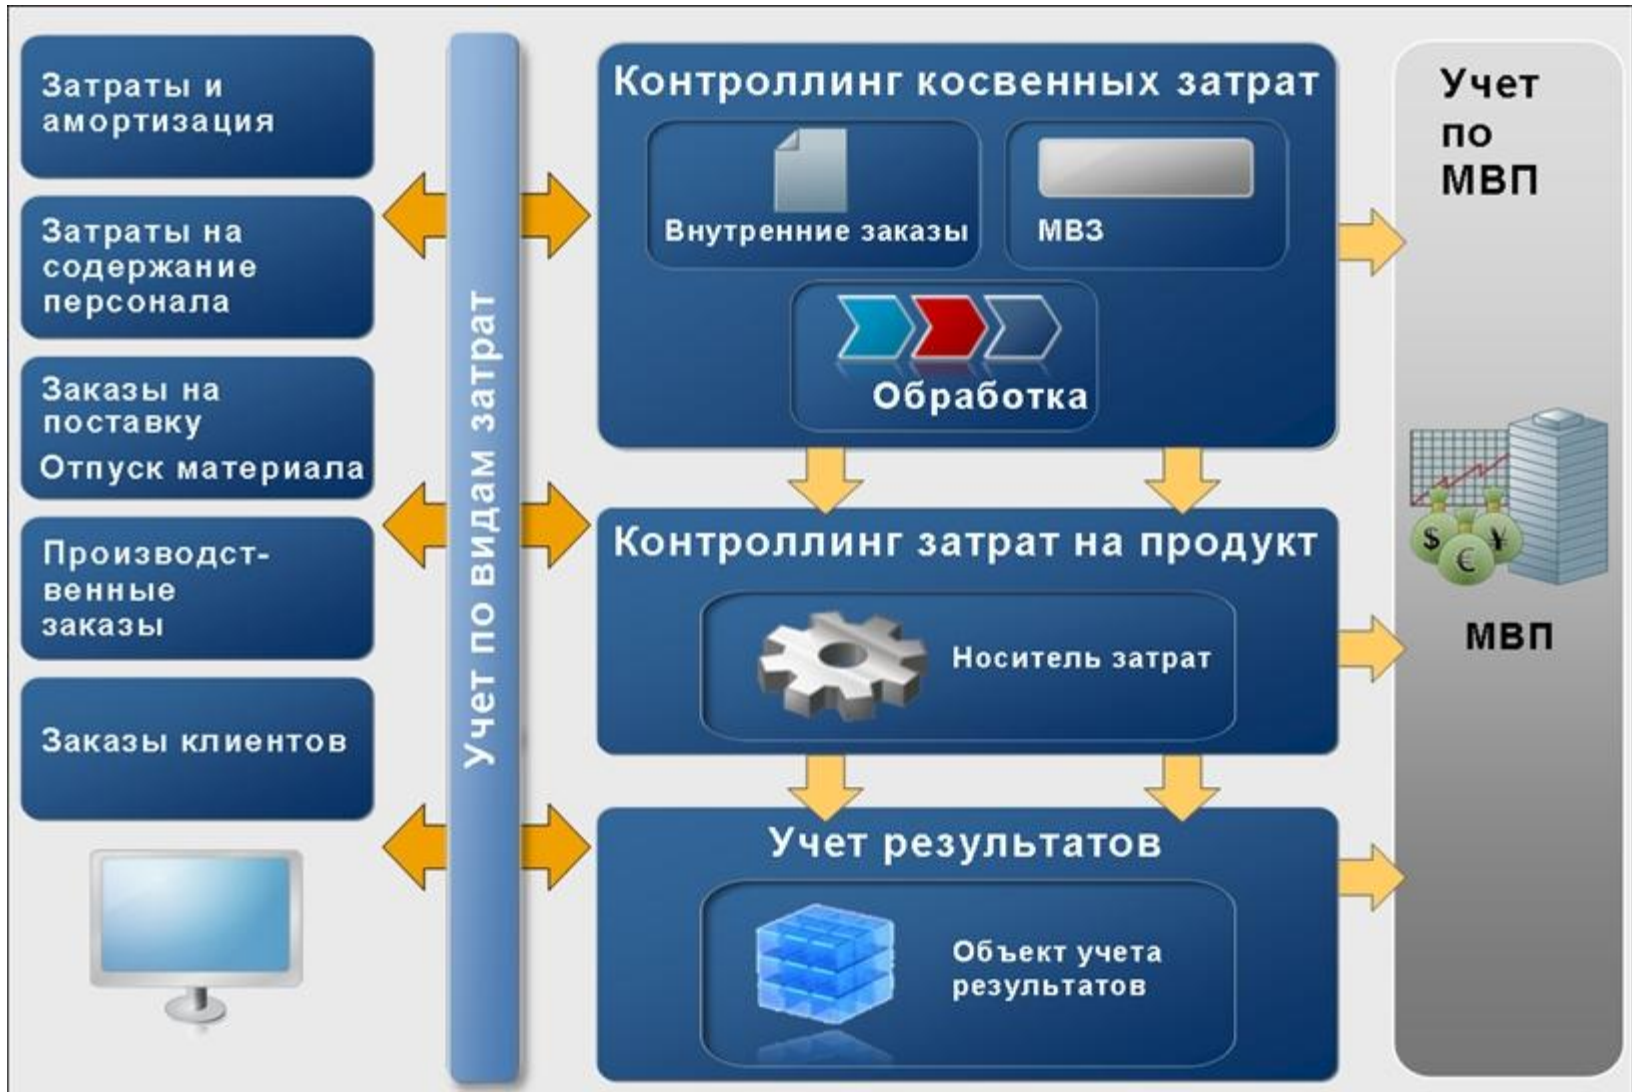 Затраты и
амортизация
Затраты на
содержание
персонала
Заказы на
поставку
Отпуск материала
Производст-
венные
заказы
Заказы клиентов
Учет по видам затрат
Контроллинг косвенных затрат
Внутренние заказы
МВЗ
Обработка
Контроллинг затрат на продукт
Носитель затрат
Учет результатов
Объект учета
результатов
Учет
по
МВП
$ € ¥
МВП